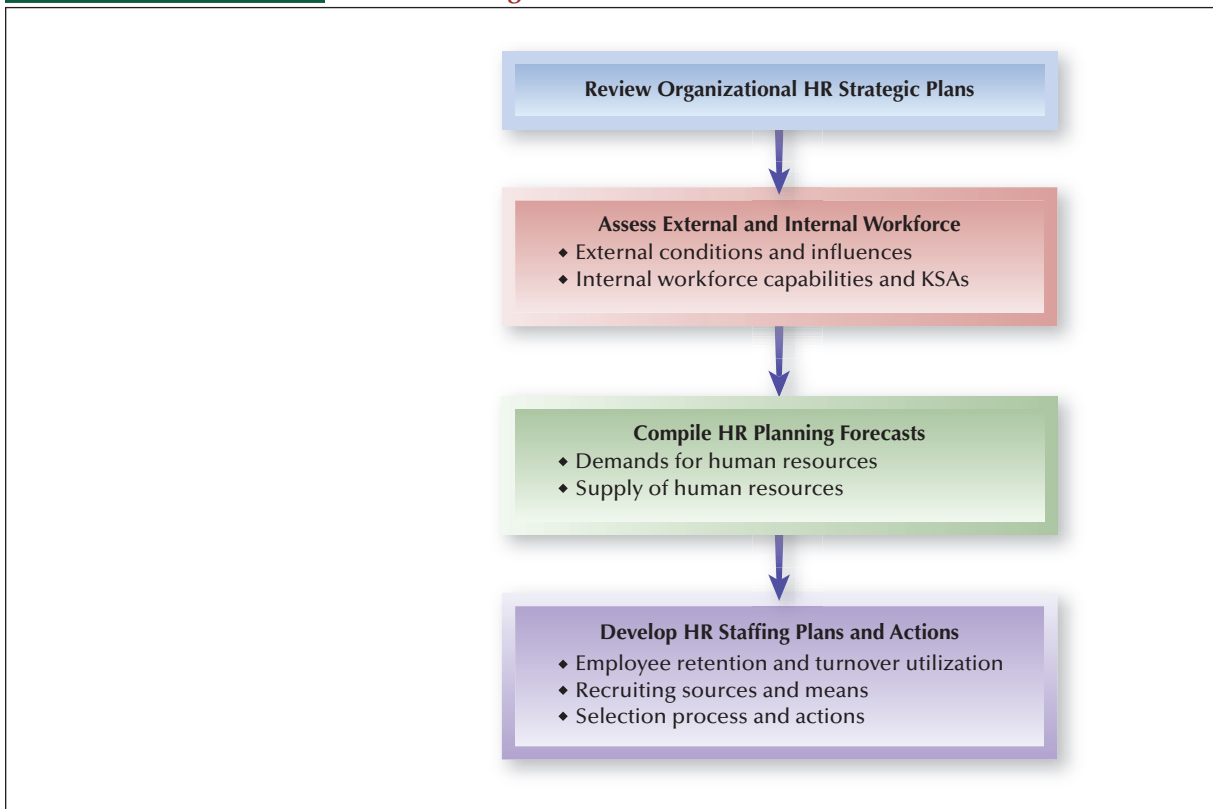 Review Organizational HR Strategic Plans
Assess External and Internal Workforce
◆ External conditions and influences
◆ Internal workforce capabilities and KSAs
Compile HR Planning Forecasts
◆ Demands for human resources
◆ Supply of human resources
Develop HR Staffing Plans and Actions
◆ Employee retention and turnover utilization
◆ Recruiting sources and means
◆ Selection process and actions